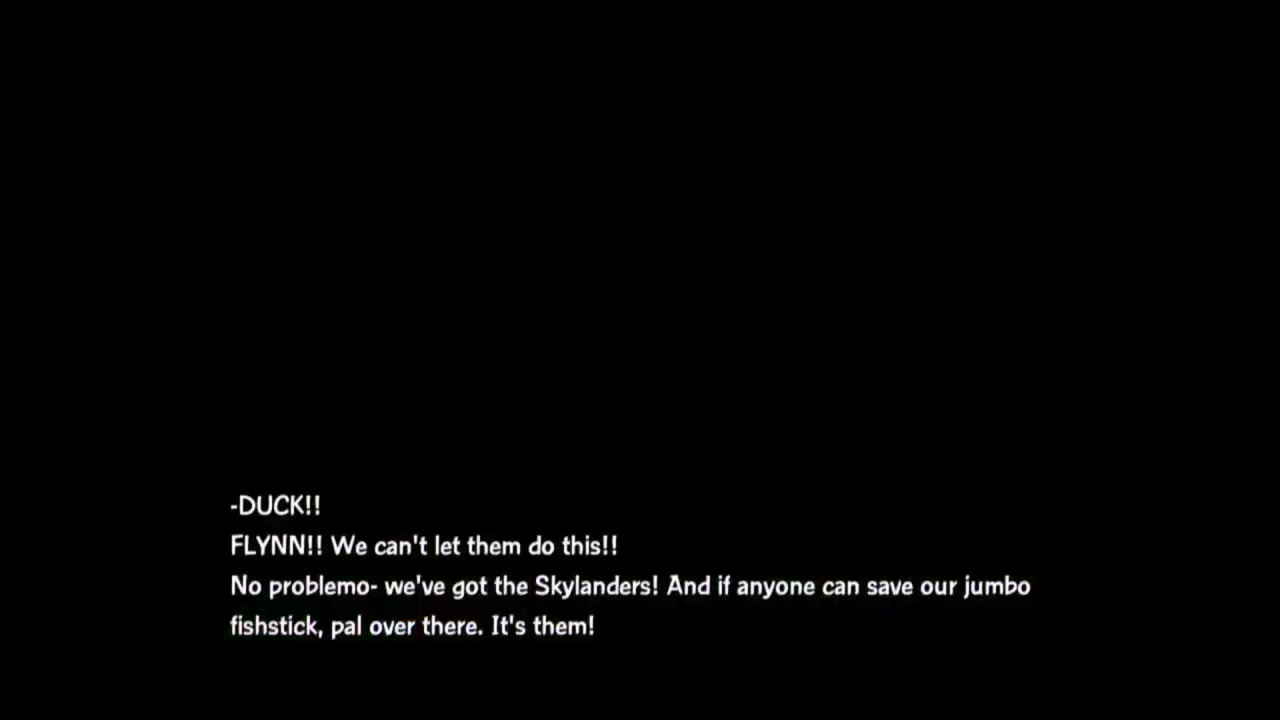 -DUCK!!
FLYNN!! We can't let them do this!!
No problemo- we've got the Skylanders! And if anyone can save our jumbo
fishstick, pal over there. It's them!